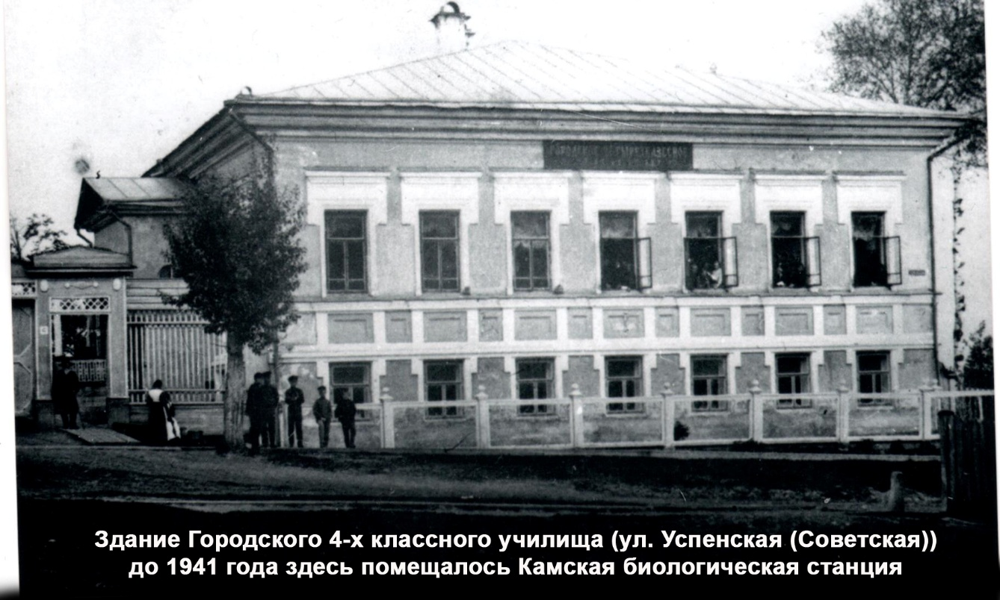 Здание Городского 4-х классного училища (ул. Успенская (Советская))
до 1941 года здесь помещалось Камская биологическая станция